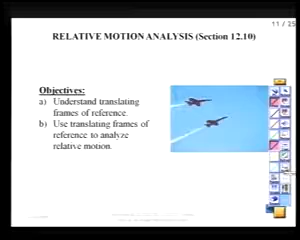 11 / 25
RELATIVE MOTION ANALYSIS (Section 12.10)
Objectives:
a) Understand translating
frames of reference.
b) Use translating frames of
reference to analyze
relative motion.